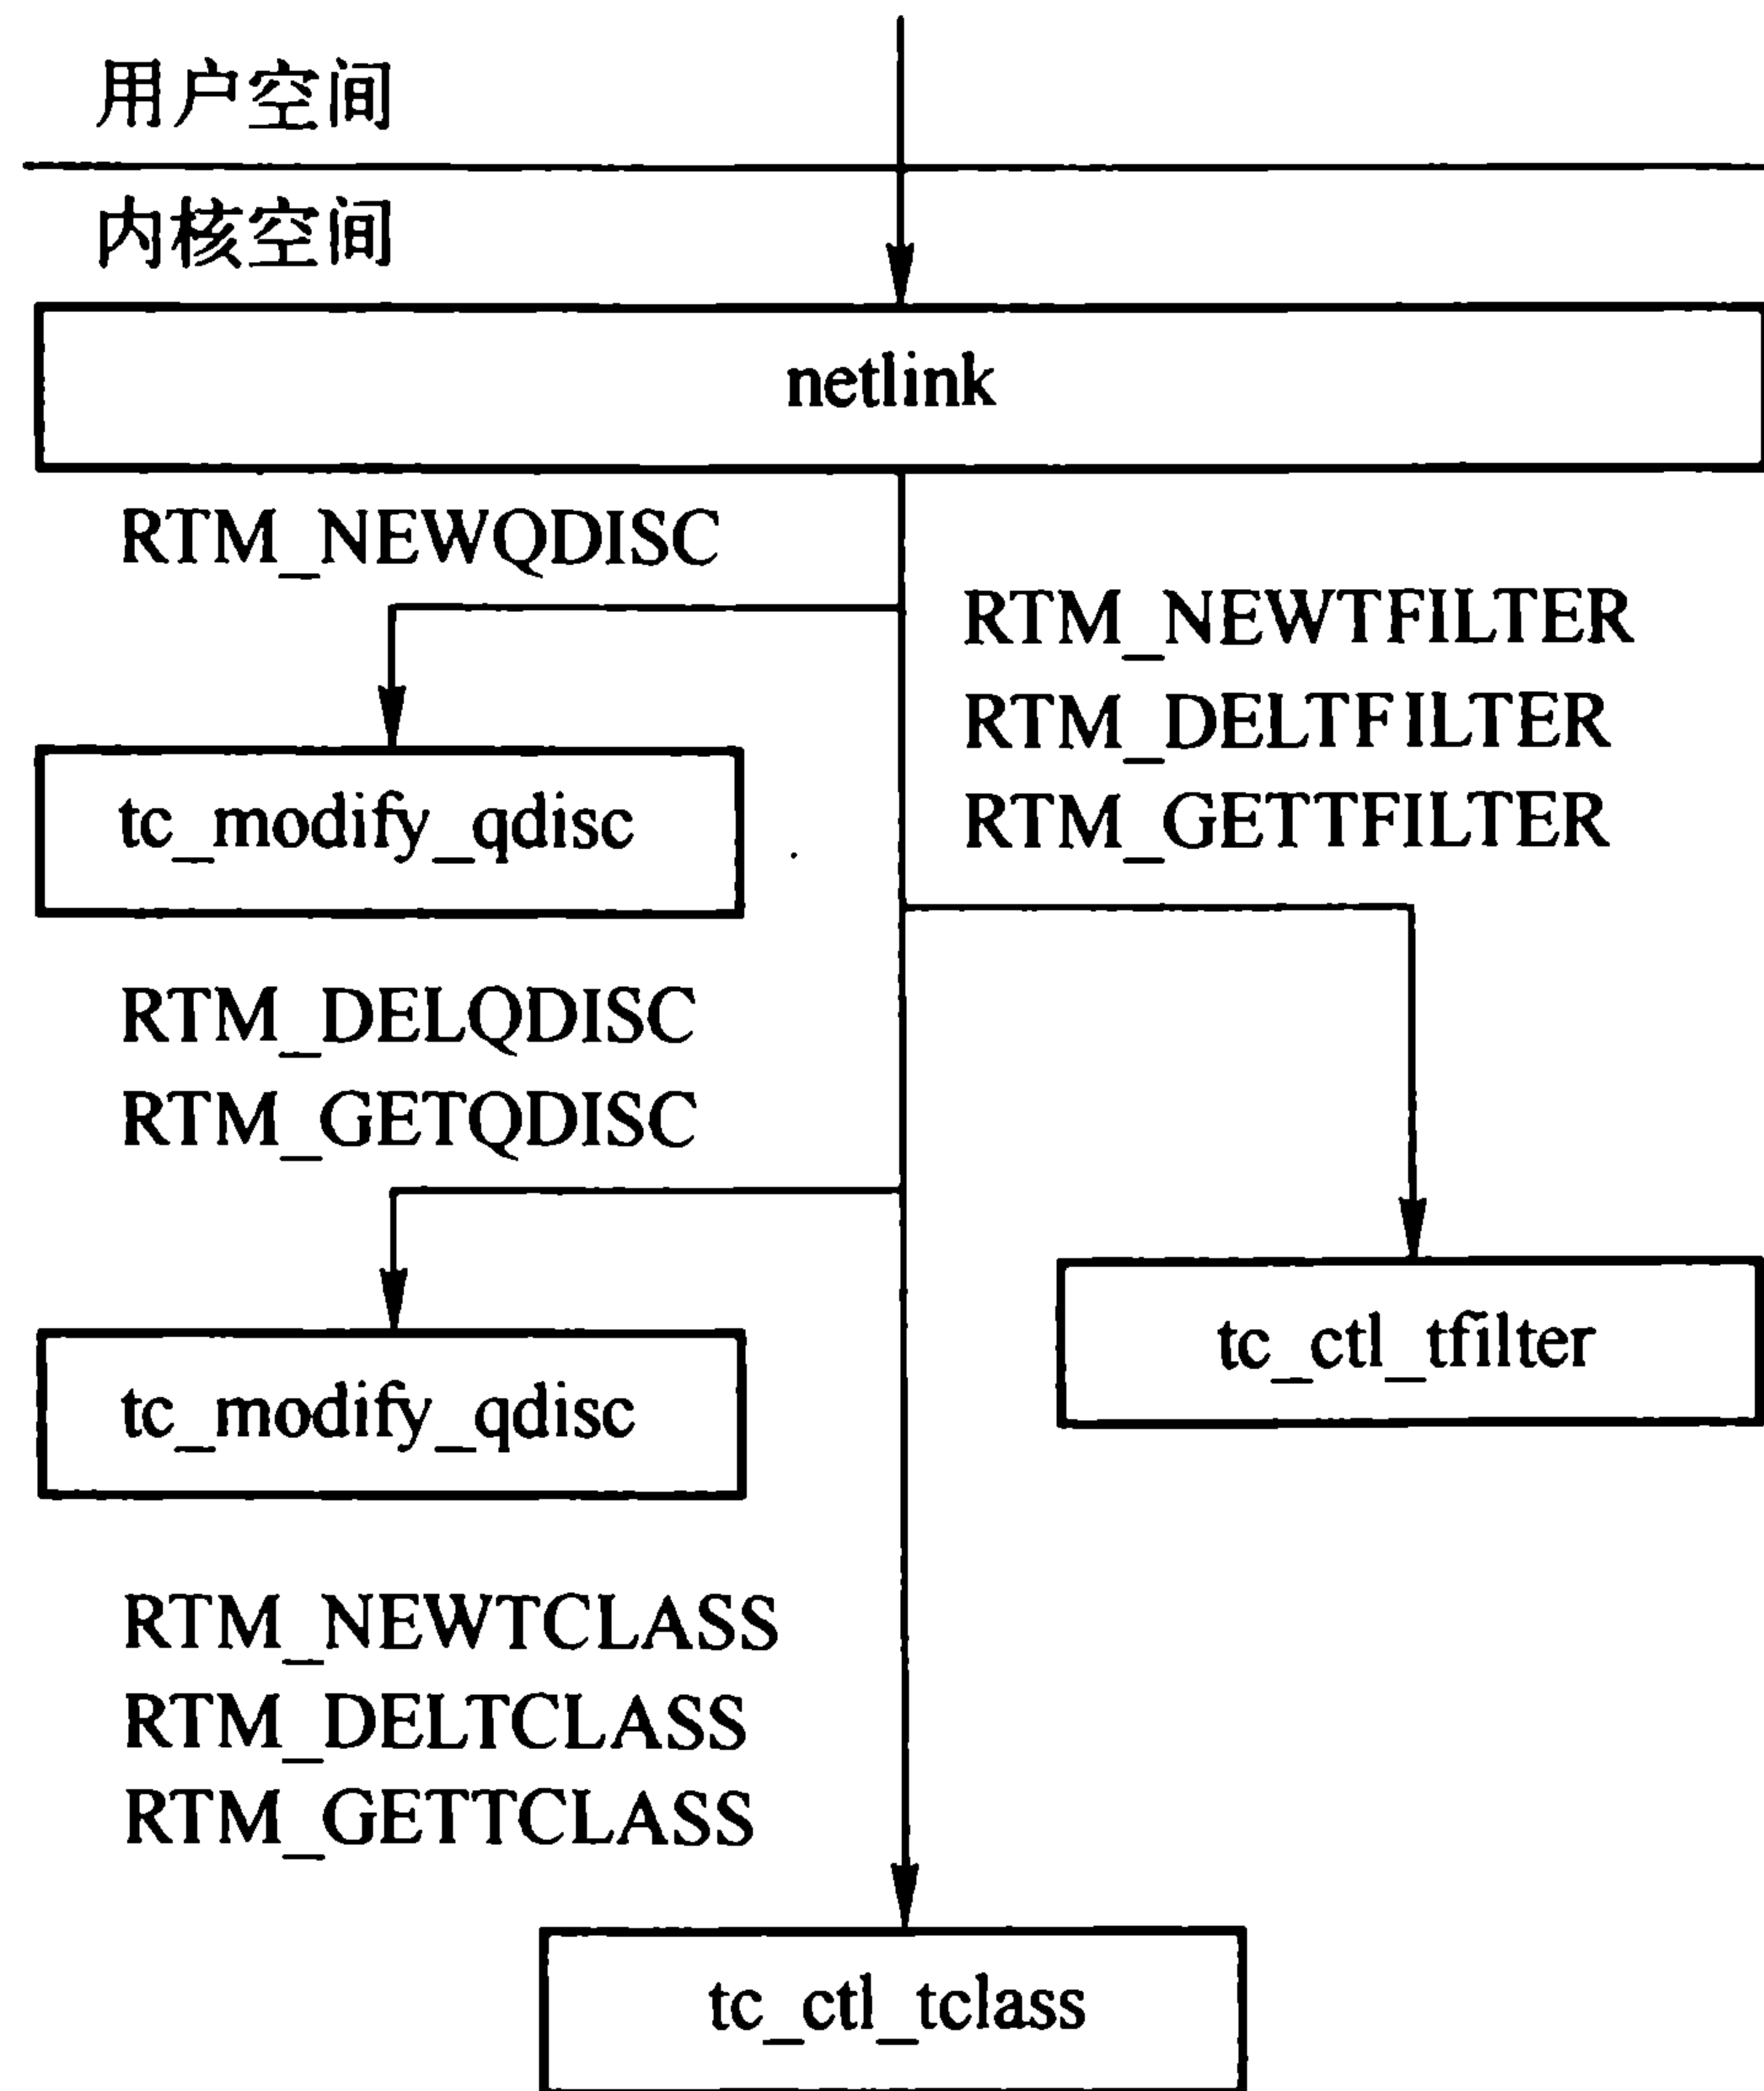 用户空间
内核空间
netlink
RTM_NEWQDISC
RTM_NEWTFILTER
RTM_DELTFILTER
RTM_GETTFILTER
tc_modify_qdisc
RTM_DELQDISC
RTM_GETQDISC
tc_modify_qdisc
tc_ctl_tfilter
RTM_NEWTCLASS
RTM_DELTCLASS
RTM_GETTCLASS
tc_ctl_tclass